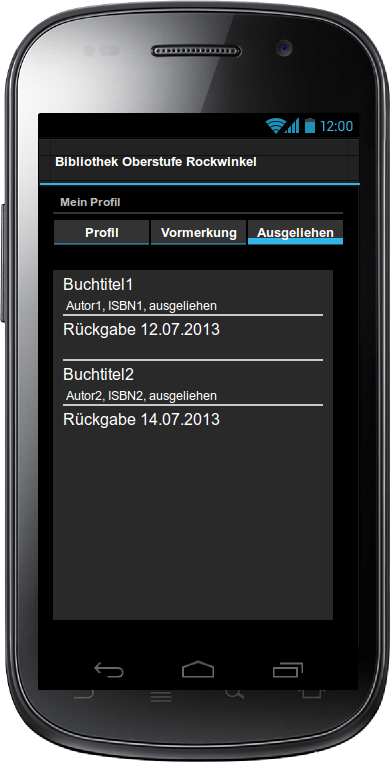 12:00
Bibliothek Oberstufe Rockwinkel
Mein Profil
Profil Vormerkung Ausgeliehen
Buchtitel1
Autor1, ISBN1, ausgeliehen
Rückgabe 12.07.2013
Buchtitel2
Autor2, ISBN2, ausgeliehen
Rückgabe 14.07.2013